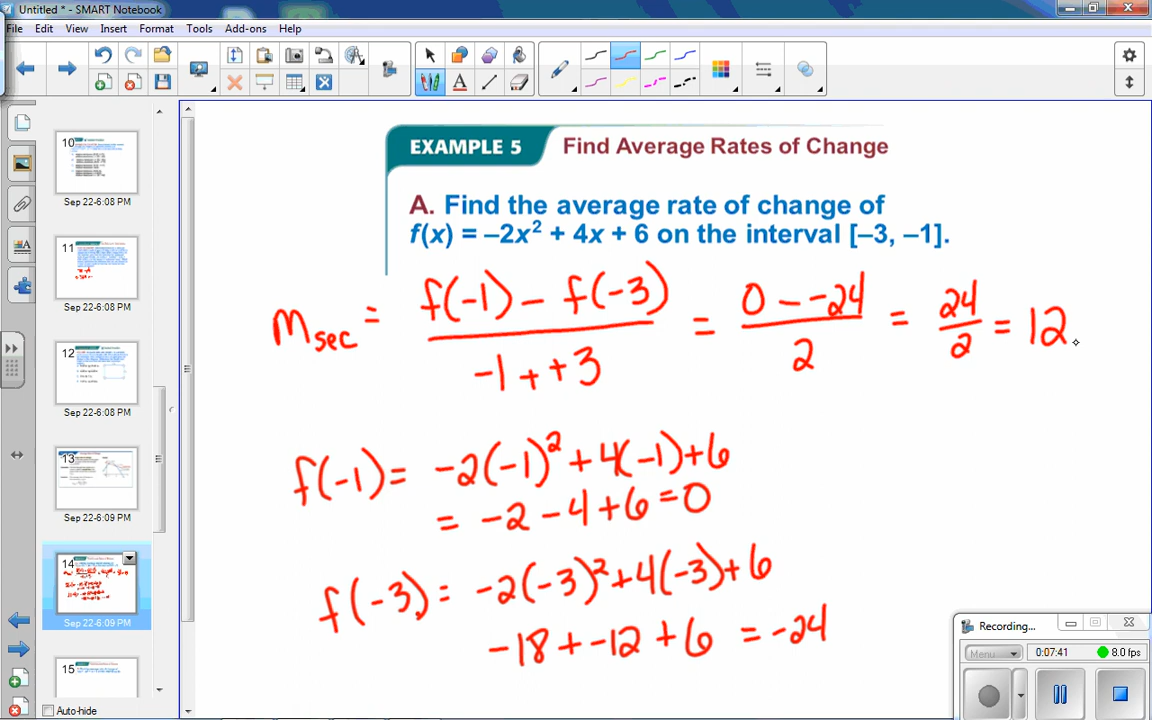 Untitled * - SMART Notebook
File Edit View Insert Format Tools Add-ons Help
EXAMPLE 5 Find Average Rates of Change
A. Find the average rate of change of
f(x) = –2x² + 4x + 6 on the interval [–3, –1].
m_sec = (f(-1) - f(-3)) / (-1 + +3) = (0 - -24) / 2 = 24/2 = 12
f(-1) = -2(-1)² + 4(-1) + 6
= -2 - 4 + 6 = 0
f(-3) = -2(-3)² + 4(-3) + 6
-18 + -12 + 6 = -24
10
Sep 22-6:08 PM
11
Sep 22-6:08 PM
12
Sep 22-6:08 PM
13
Sep 22-6:09 PM
14
Sep 22-6:09 PM
15
Auto-hide
Recording...
Menu 0:07:41 8.0 fps